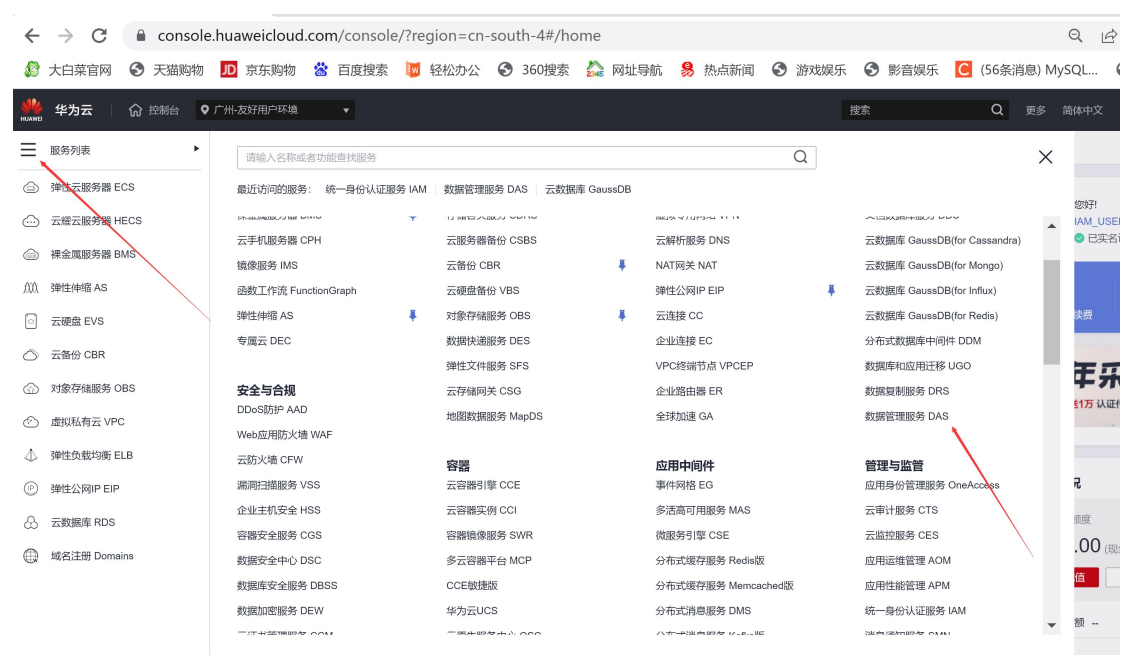 console.huaweicloud.com/console/?region=cn-south-4#/home
大白菜官网 天猫购物 JD 京东购物 百度搜索 轻松办公 360搜索 2345 网址导航 热点新闻 游戏娱乐 影音娱乐 C (56条消息) MySQL...
HUAWEI 华为云 控制台 广州-友好用户环境 搜索 更多 简体中文
服务列表
弹性云服务器 ECS
云耀云服务器 HECS
裸金属服务器 BMS
弹性伸缩 AS
云硬盘 EVS
云备份 CBR
对象存储服务 OBS
虚拟私有云 VPC
弹性负载均衡 ELB
弹性公网IP EIP
云数据库 RDS
域名注册 Domains
请输入名称或者功能查找服务
最近访问的服务： 统一身份认证服务 IAM 数据管理服务 DAS 云数据库 GaussDB
云手机服务器 CPH
镜像服务 IMS
函数工作流 FunctionGraph
弹性伸缩 AS
专属云 DEC
安全与合规
DDoS防护 AAD
Web应用防火墙 WAF
云防火墙 CFW
漏洞扫描服务 VSS
企业主机安全 HSS
容器安全服务 CGS
数据安全中心 DSC
数据库安全服务 DBSS
数据加密服务 DEW
云服务器备份 CSBS
云备份 CBR
云硬盘备份 VBS
对象存储服务 OBS
数据快递服务 DES
弹性文件服务 SFS
云存储网关 CSG
地图数据服务 MapDS
容器
云容器引擎 CCE
云容器实例 CCI
容器镜像服务 SWR
多云容器平台 MCP
CCE敏捷版
华为云UCS
云解析服务 DNS
NAT网关 NAT
弹性公网IP EIP
云连接 CC
企业连接 EC
VPC终端节点 VPCEP
企业路由器 ER
全球加速 GA
应用中间件
事件网格 EG
多活高可用服务 MAS
微服务引擎 CSE
分布式缓存服务 Redis版
分布式缓存服务 Memcached版
分布式消息服务 DMS
云数据库 GaussDB(for Cassandra)
云数据库 GaussDB(for Mongo)
云数据库 GaussDB(for Influx)
云数据库 GaussDB(for Redis)
分布式数据库中间件 DDM
数据库和应用迁移 UGO
数据复制服务 DRS
数据管理服务 DAS
管理与监管
应用身份管理服务 OneAccess
云审计服务 CTS
云监控服务 CES
应用运维管理 AOM
应用性能管理 APM
统一身份认证服务 IAM
您好!
IAM_USE
已实名
续费
年采
送1万 认证
况
额度
.00 (现
值
额 --